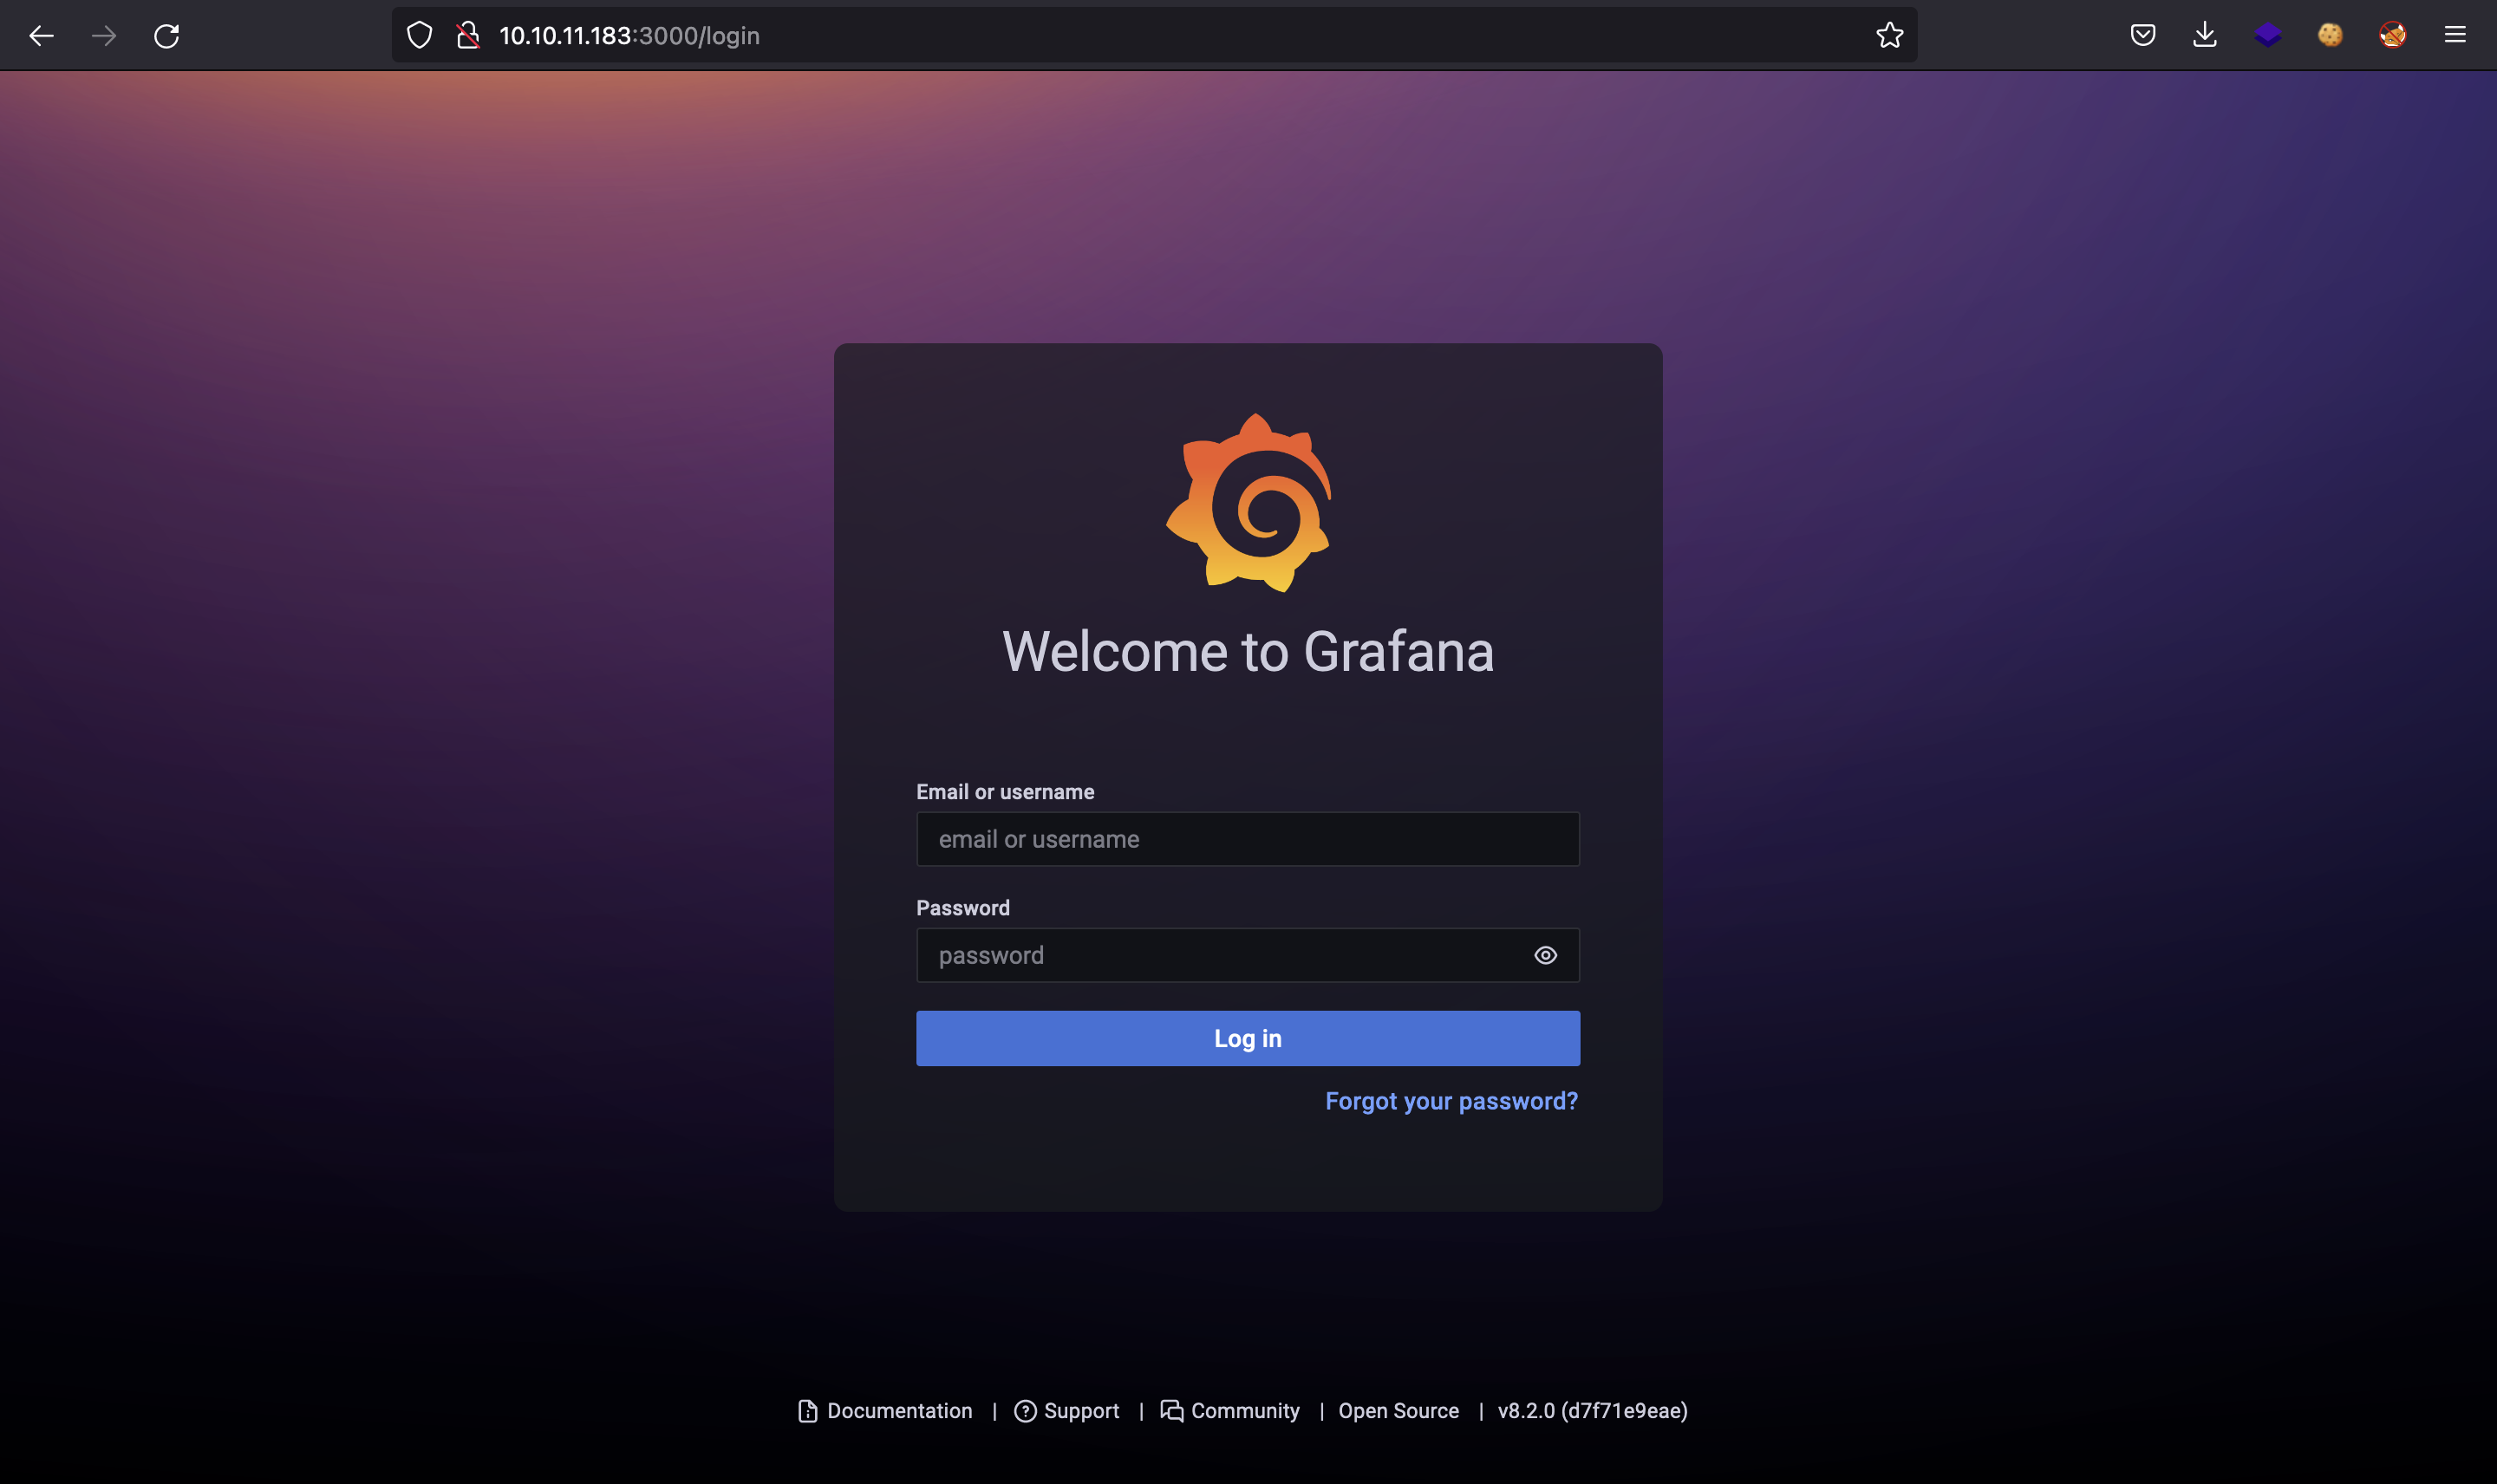 10.10.11.183:3000/login
Welcome to Grafana
Email or username
email or username
Password
password
Log in
Forgot your password?
Documentation | Support | Community | Open Source | v8.2.0 (d7f71e9eae)